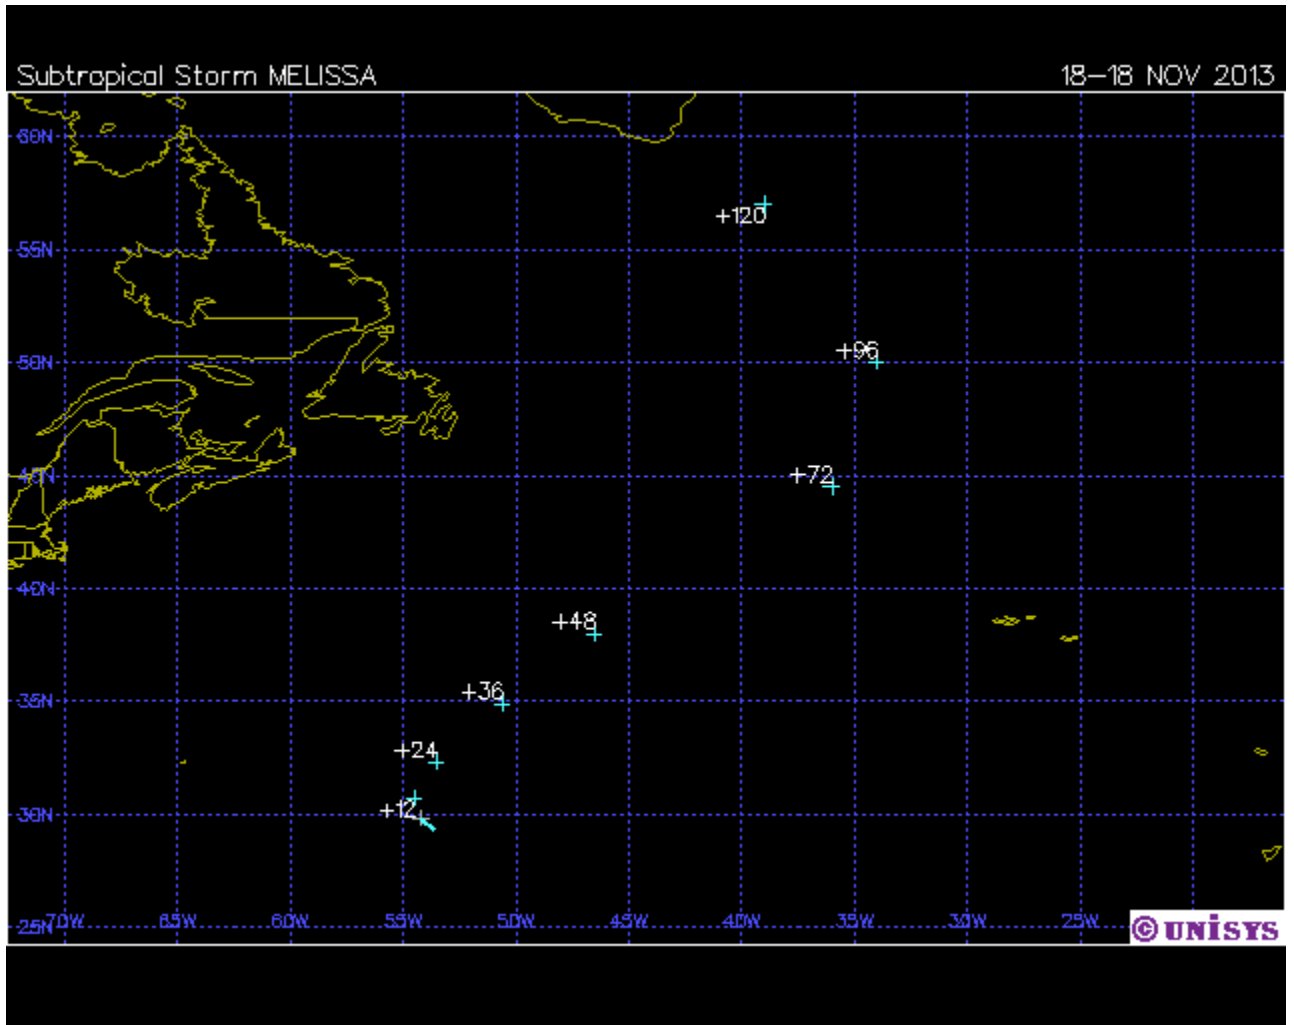 Subtropical Storm MELISSA
18-18 NOV 2013
60N
+120
55N
+96
50N
+72
45N
40N
+48
+36
35N
+24
+12
30N
25N 70W 65W 60W 55W 50W 45W 40W 35W 30W 25W
© UNISYS